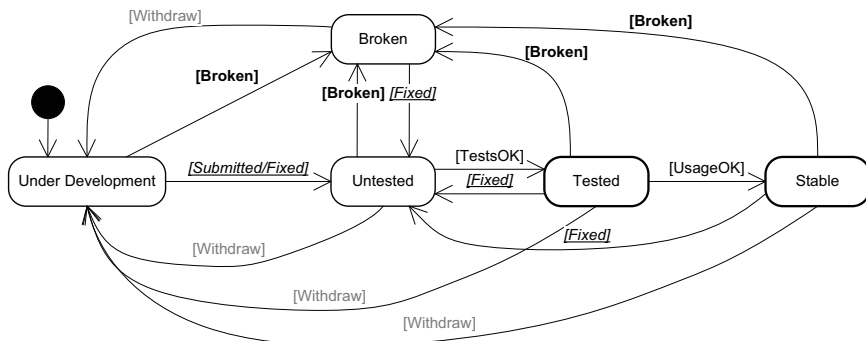 [Withdraw]
Broken
[Broken]
[Broken]
[Broken]
[Broken]
[Fixed]
Under Development
[Submitted/Fixed]
Untested
[TestsOK]
[Fixed]
Tested
[UsageOK]
Stable
[Withdraw]
[Fixed]
[Withdraw]
[Withdraw]